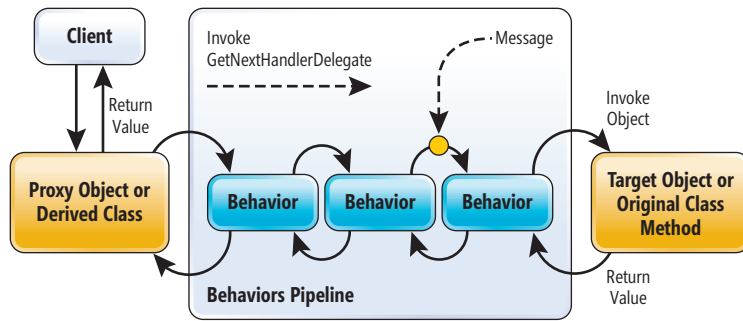 Client
Invoke
GetNextHandlerDelegate
Message
Return
Value
Invoke
Object
Proxy Object or
Derived Class
Behavior
Behavior
Behavior
Target Object or
Original Class
Method
Return
Value
Behaviors Pipeline